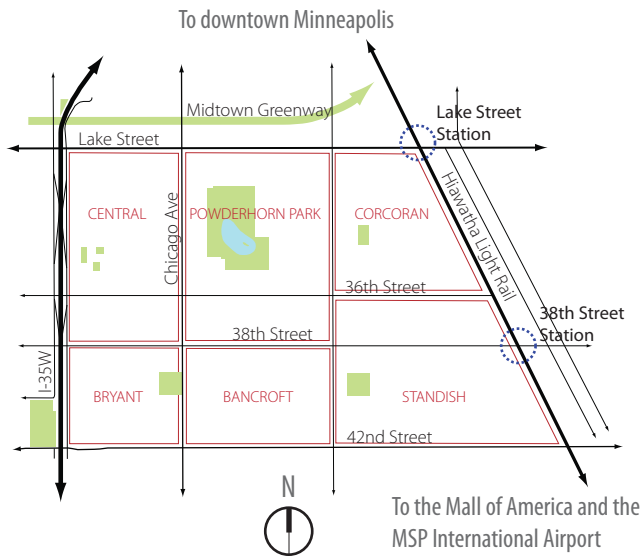 To downtown Minneapolis
Midtown Greenway
Lake Street
Station
Lake Street
CENTRAL
POWDERHORN PARK
CORCORAN
Chicago Ave
Hiawatha Light Rail
36th Street
38th Street
Station
38th Street
I-35W
BRYANT
BANCROFT
STANDISH
42nd Street
N
To the Mall of America and the
MSP International Airport